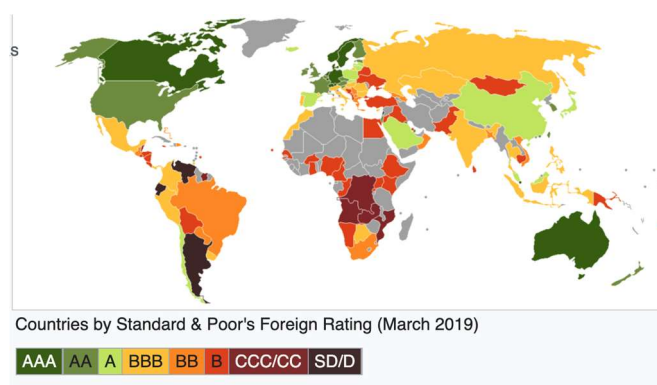 S
Countries by Standard & Poor's Foreign Rating (March 2019)
AAA AA A BBB BB B CCC/CC SD/D